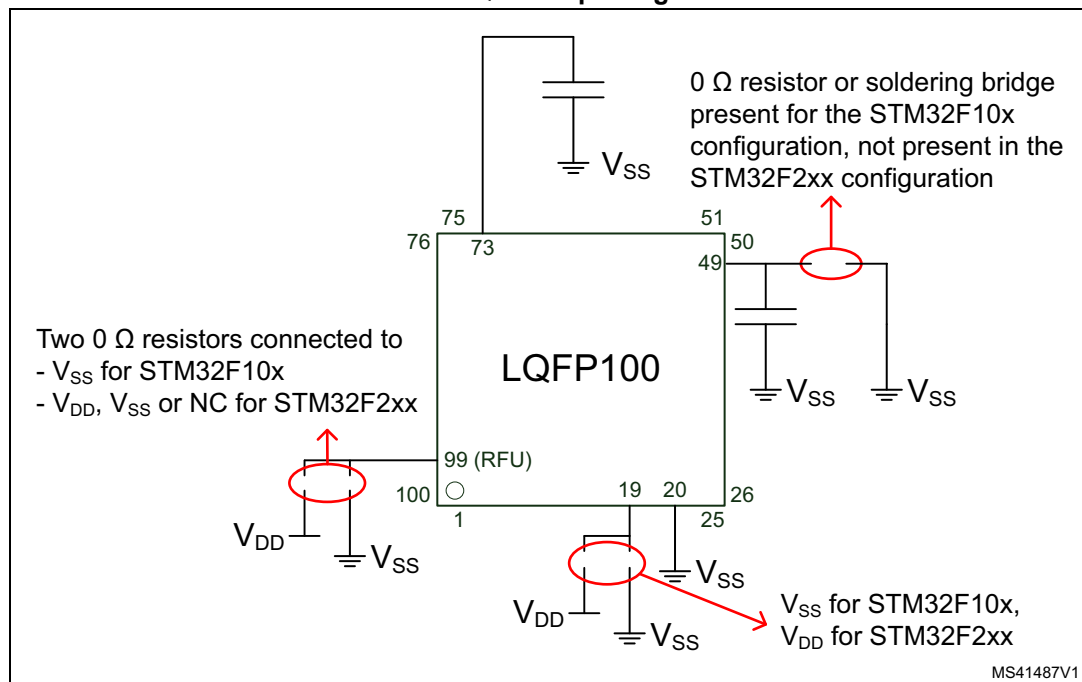 0 Ω resistor or soldering bridge
present for the STM32F10x
configuration, not present in the
STM32F2xx configuration
VSS
75
51
76
73
50
49
Two 0 Ω resistors connected to
- VSS for STM32F10x
- VDD, VSS or NC for STM32F2xx
LQFP100
VSS
VSS
99 (RFU)
100
19
20
26
1
25
VDD
VSS
VSS
VDD
VSS
VSS for STM32F10x,
VDD for STM32F2xx
MS41487V1